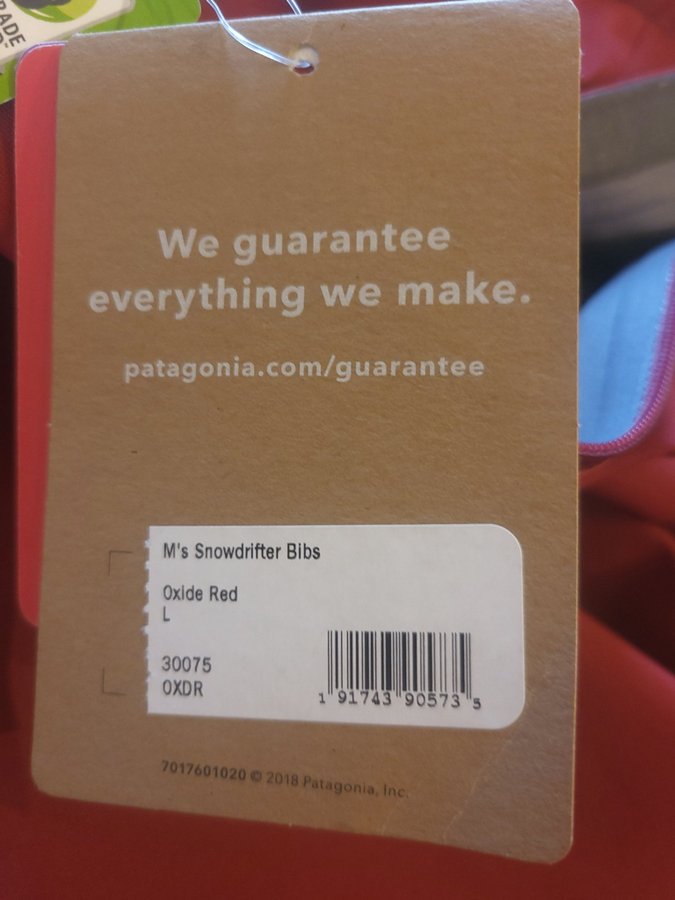 RADE
We guarantee
everything we make.
patagonia.com/guarantee
M's Snowdrifter Bibs
Oxide Red
L
30075
OXDR
1 91743 90573 5
7017601020 © 2018 Patagonia, Inc.